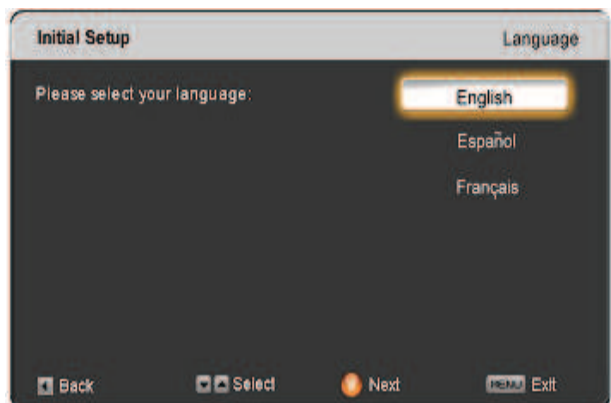 Initial Setup Language
Please select your language: English
Español
Français
Back Select Next MENU Exit